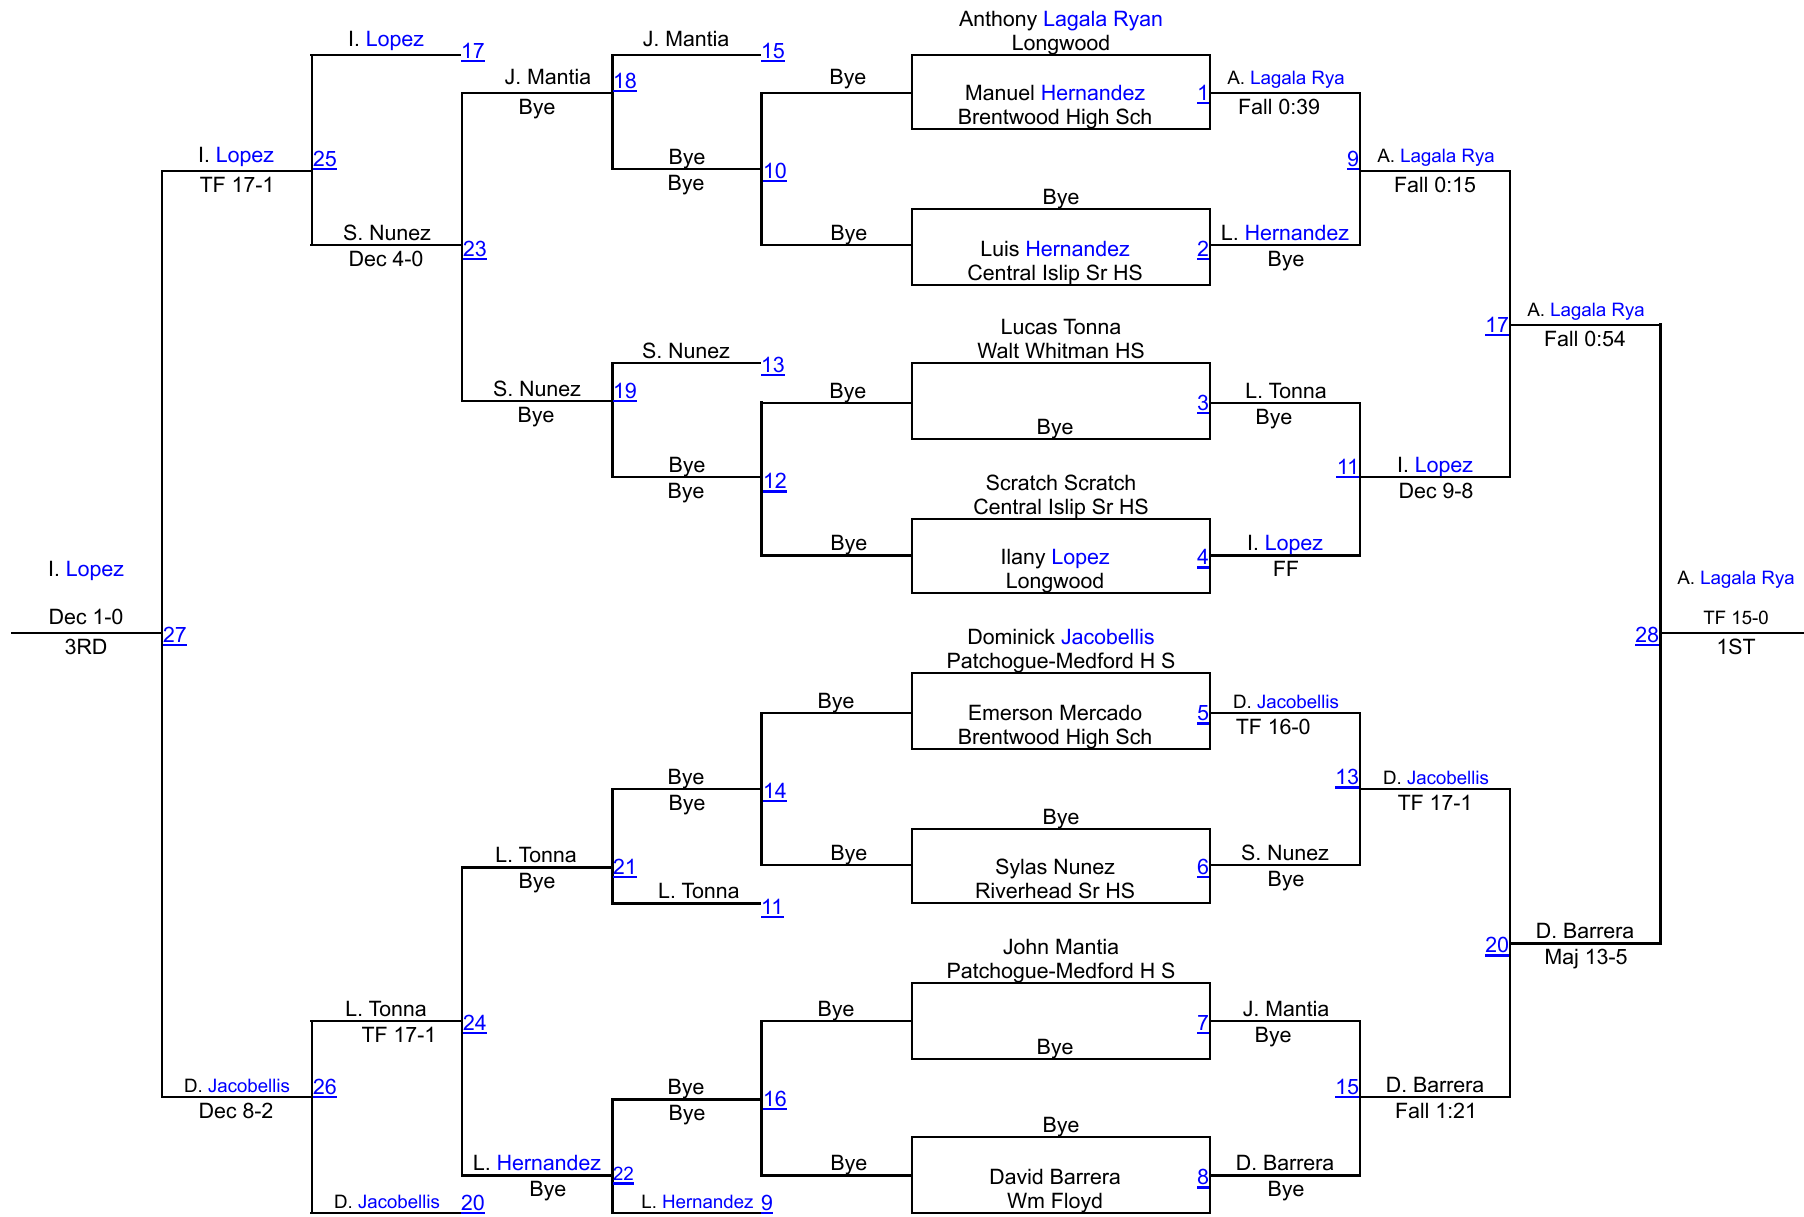 Anthony Lagala Ryan
I. Lopez
J. Mantia
Longwood
17
15
J. Mantia
18
Bye
A. Lagala Rya
Bye
Manuel Hernandez
1
Fall 0:39
Brentwood High Sch
I. Lopez
25
Bye
10
9
A. Lagala Rya
TF 17-1
Bye
Fall 0:15
Bye
S. Nunez
23
Bye
Luis Hernandez
2
L. Hernandez
Dec 4-0
Central Islip Sr HS
Bye
A. Lagala Rya
17
Lucas Tonna
Fall 0:54
S. Nunez
13
Walt Whitman HS
S. Nunez
19
Bye
3
L. Tonna
Bye
Bye
Bye
Bye
12
11
I. Lopez
Bye
Scratch Scratch
Dec 9-8
Central Islip Sr HS
Bye
Ilany Lopez
4
I. Lopez
I. Lopez
Longwood
FF
A. Lagala Rya
Dec 1-0
TF 15-0
27
28
3RD
1ST
Dominick Jacobellis
Patchogue-Medford H S
Bye
Emerson Mercado
5
D. Jacobellis
Brentwood High Sch
TF 16-0
Bye
14
13
D. Jacobellis
Bye
TF 17-1
Bye
L. Tonna
21
Bye
Sylas Nunez
6
S. Nunez
Bye
L. Tonna
11
Riverhead Sr HS
Bye
20
D. Barrera
John Mantia
Maj 13-5
Patchogue-Medford H S
L. Tonna
24
Bye
7
J. Mantia
TF 17-1
Bye
Bye
D. Jacobellis
26
Bye
16
15
D. Barrera
Dec 8-2
Bye
Fall 1:21
Bye
L. Hernandez
22
Bye
David Barrera
8
D. Barrera
Bye
Wm Floyd
Bye
D. Jacobellis
20
L. Hernandez
9